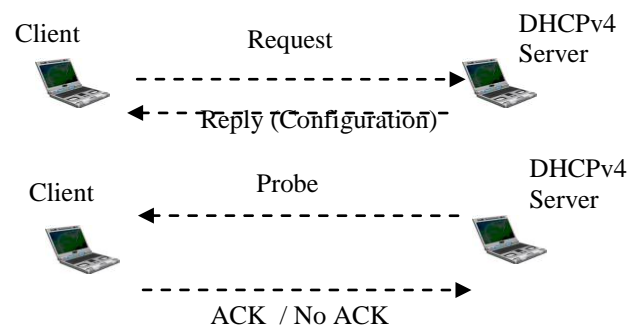 Client
Request
DHCPv4
Server
Reply (Configuration)
Client
Probe
DHCPv4
Server
ACK / No ACK